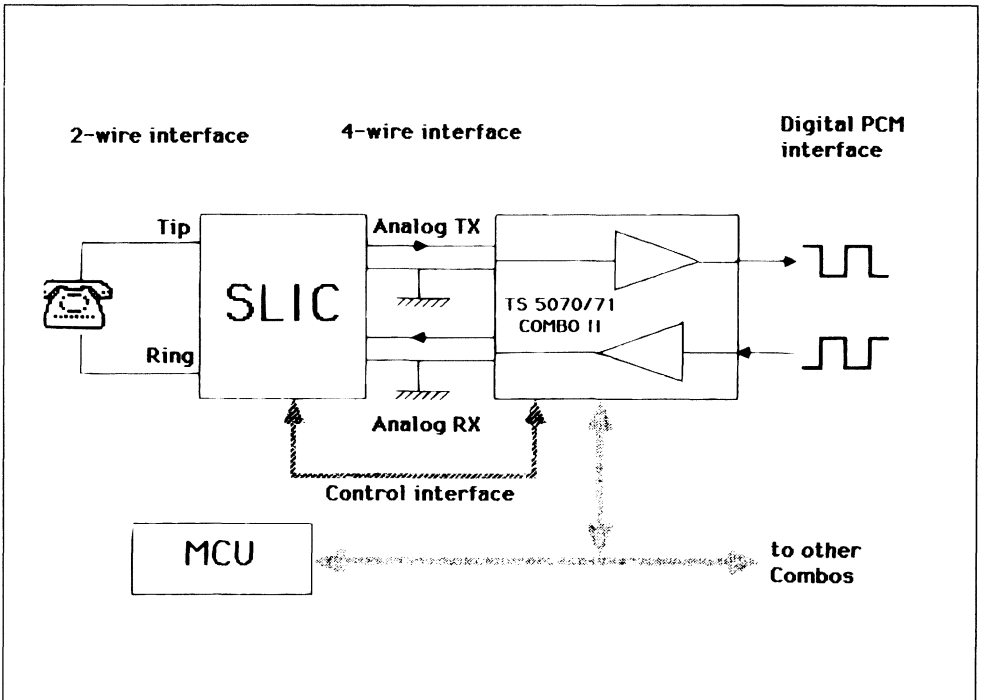 2-wire interface
4-wire interface
Digital PCM
interface
Tip
Analog TX
SLIC
TS 5070/71
COMBO II
Ring
Analog RX
Control interface
MCU
to other
Combos